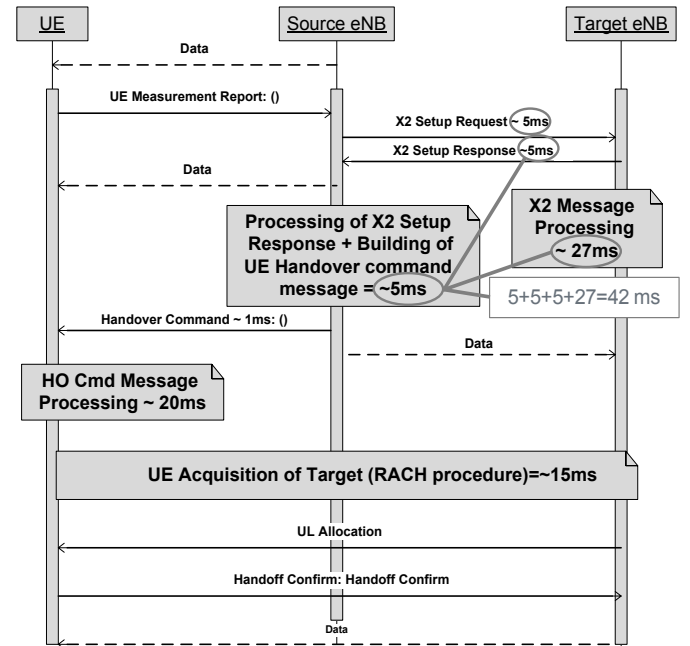 UE
Source eNB
Target eNB
Data
UE Measurement Report: ()
X2 Setup Request ~ 5ms
X2 Setup Response ~5ms
Data
Processing of X2 Setup
Response + Building of
UE Handover command
message = ~5ms
X2 Message
Processing
~ 27ms
5+5+5+27=42 ms
Handover Command ~ 1ms: ()
Data
HO Cmd Message
Processing ~ 20ms
UE Acquisition of Target (RACH procedure)=~15ms
UL Allocation
Handoff Confirm: Handoff Confirm
Data